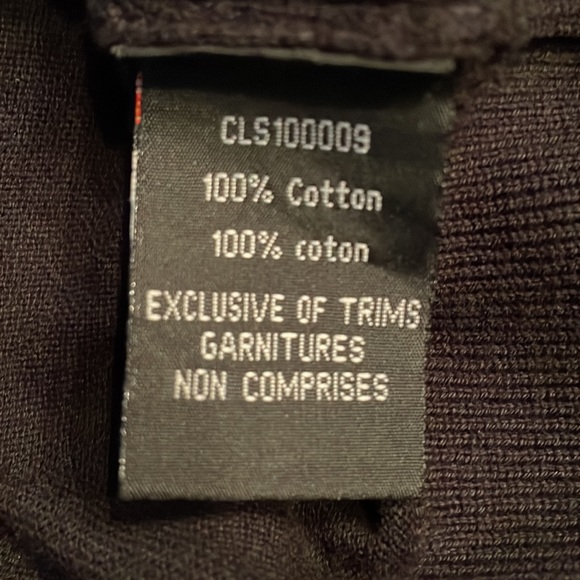 CLS100009
100% Cotton
100% coton
EXCLUSIVE OF TRIMS
GARNITURES
NON COMPRISES